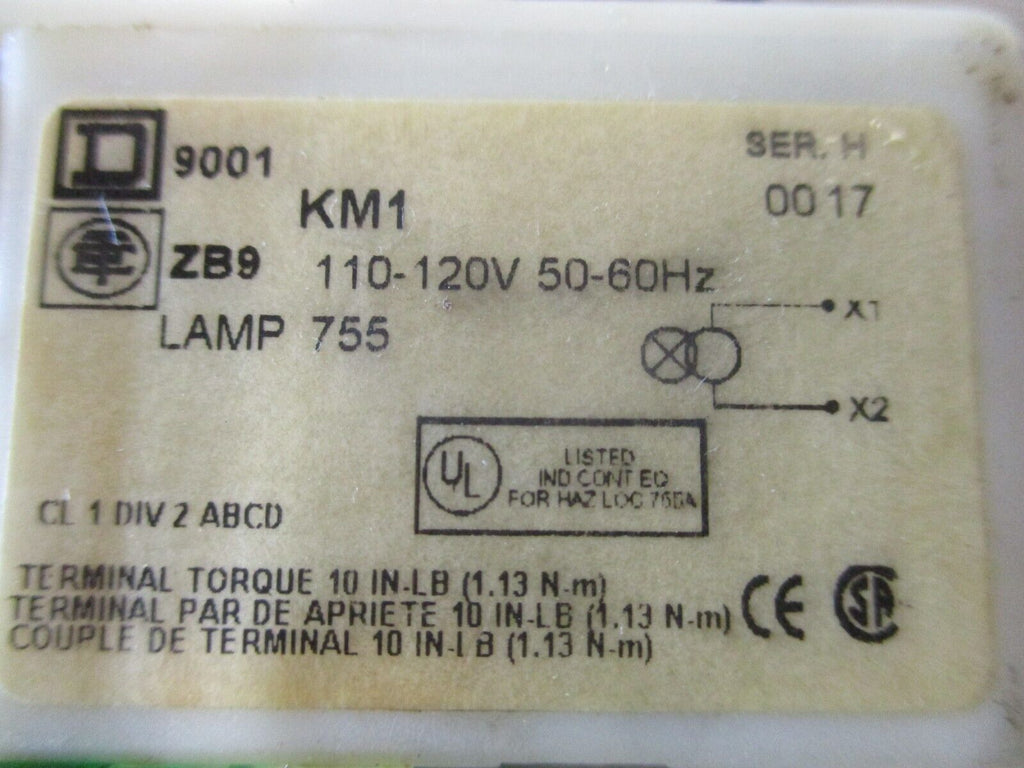 D 9001
SER. H
KM1
0017
ZB9 110-120V 50-60Hz
LAMP 755
X1
X2
UL LISTED
IND CONT EQ
FOR HAZ LOC 765A
CL 1 DIV 2 ABCD
TERMINAL TORQUE 10 IN-LB (1.13 N-m)
TERMINAL PAR DE APRIETE 10 IN-LB (1.13 N-m)
COUPLE DE TERMINAL 10 IN-LB (1.13 N-m)
CE SA